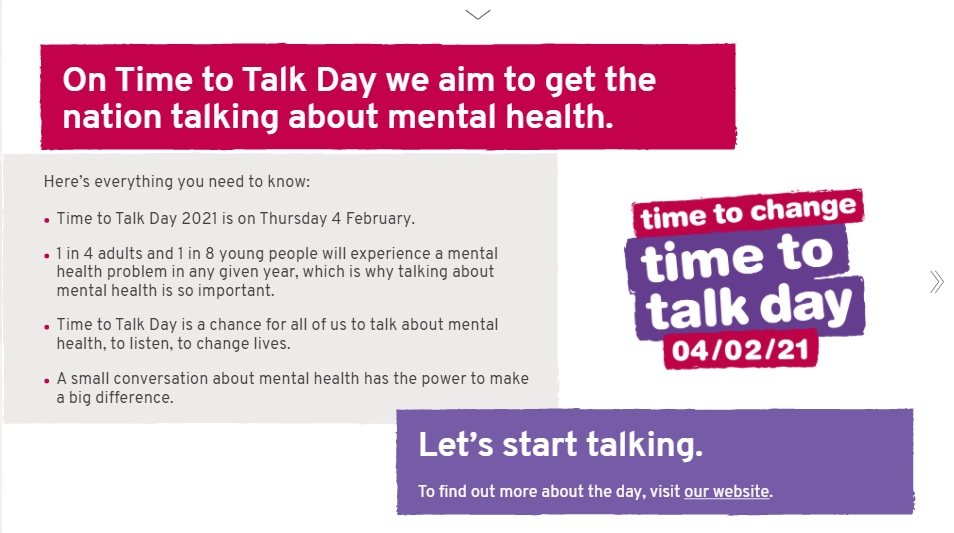 On Time to Talk Day we aim to get the
nation talking about mental health.
Here's everything you need to know:
• Time to Talk Day 2021 is on Thursday 4 February.
• 1 in 4 adults and 1 in 8 young people will experience a mental
health problem in any given year, which is why talking about
mental health is so important.
• Time to Talk Day is a chance for all of us to talk about mental
health, to listen, to change lives.
• A small conversation about mental health has the power to make
a big difference.
time to change
time to
talk day
04/02/21
Let's start talking.
To find out more about the day, visit our website.